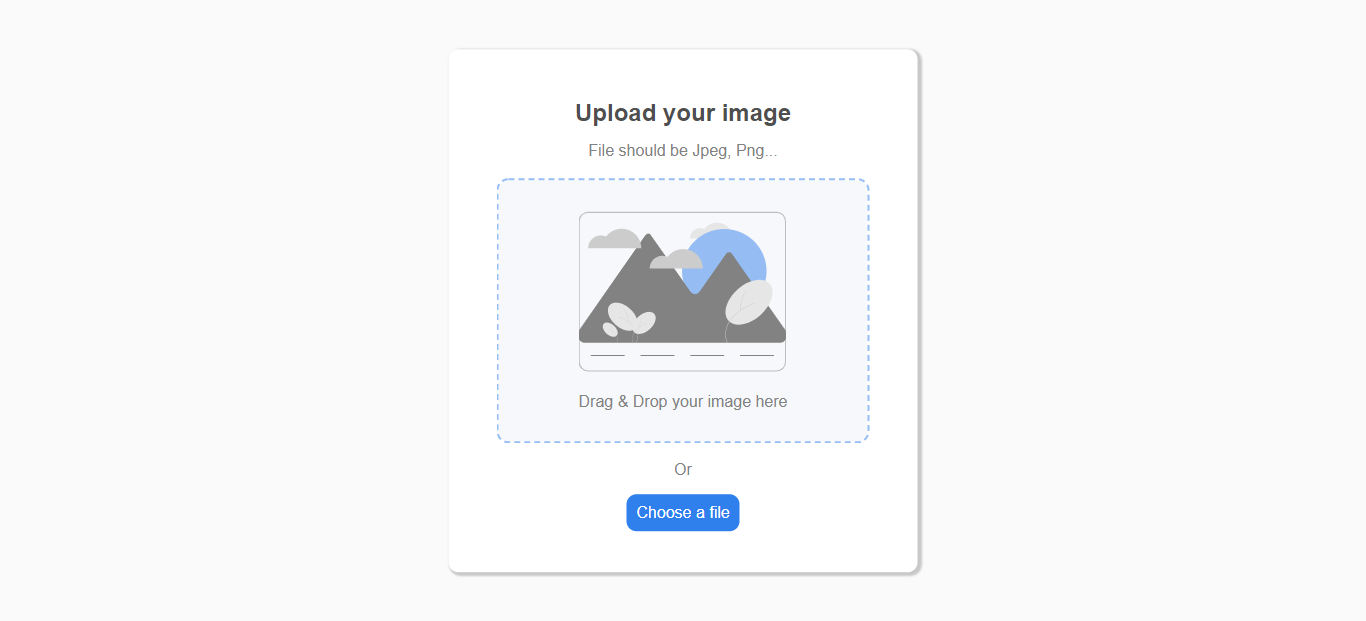 Upload your image
File should be Jpeg, Png...
Drag & Drop your image here
Or
Choose a file